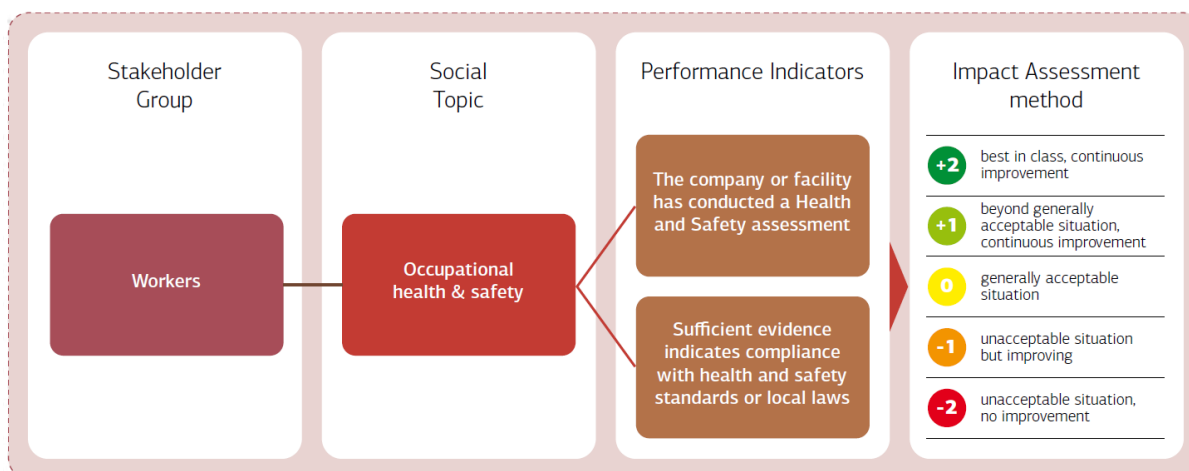 Stakeholder
Group
Social
Topic
Performance Indicators
Impact Assessment
method
Workers
Occupational
health & safety
The company or facility
has conducted a Health
and Safety assessment
Sufficient evidence
indicates compliance
with health and safety
standards or local laws
+2
best in class, continuous
improvement
+1
beyond generally
acceptable situation,
continuous improvement
0
generally acceptable
situation
-1
unacceptable situation
but improving
-2
unacceptable situation,
no improvement